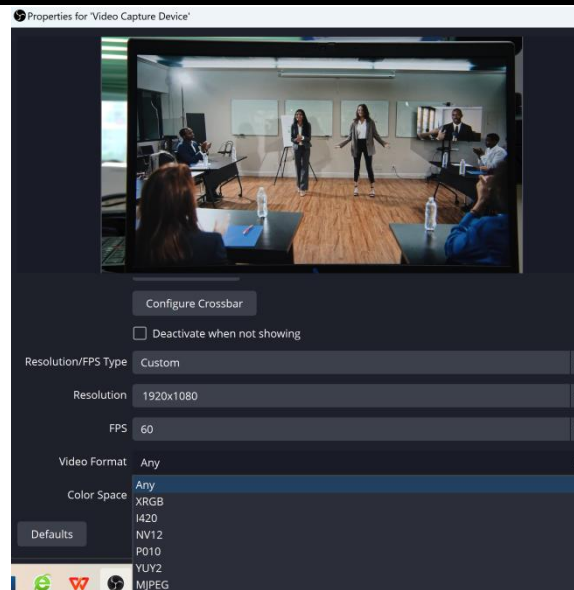 Properties for 'Video Capture Device'
Configure Crossbar
Deactivate when not showing
Resolution/FPS Type Custom
Resolution 1920x1080
FPS 60
Video Format Any
Any
Color Space
XRGB
I420
NV12
Defaults
P010
YUY2
MJPEG